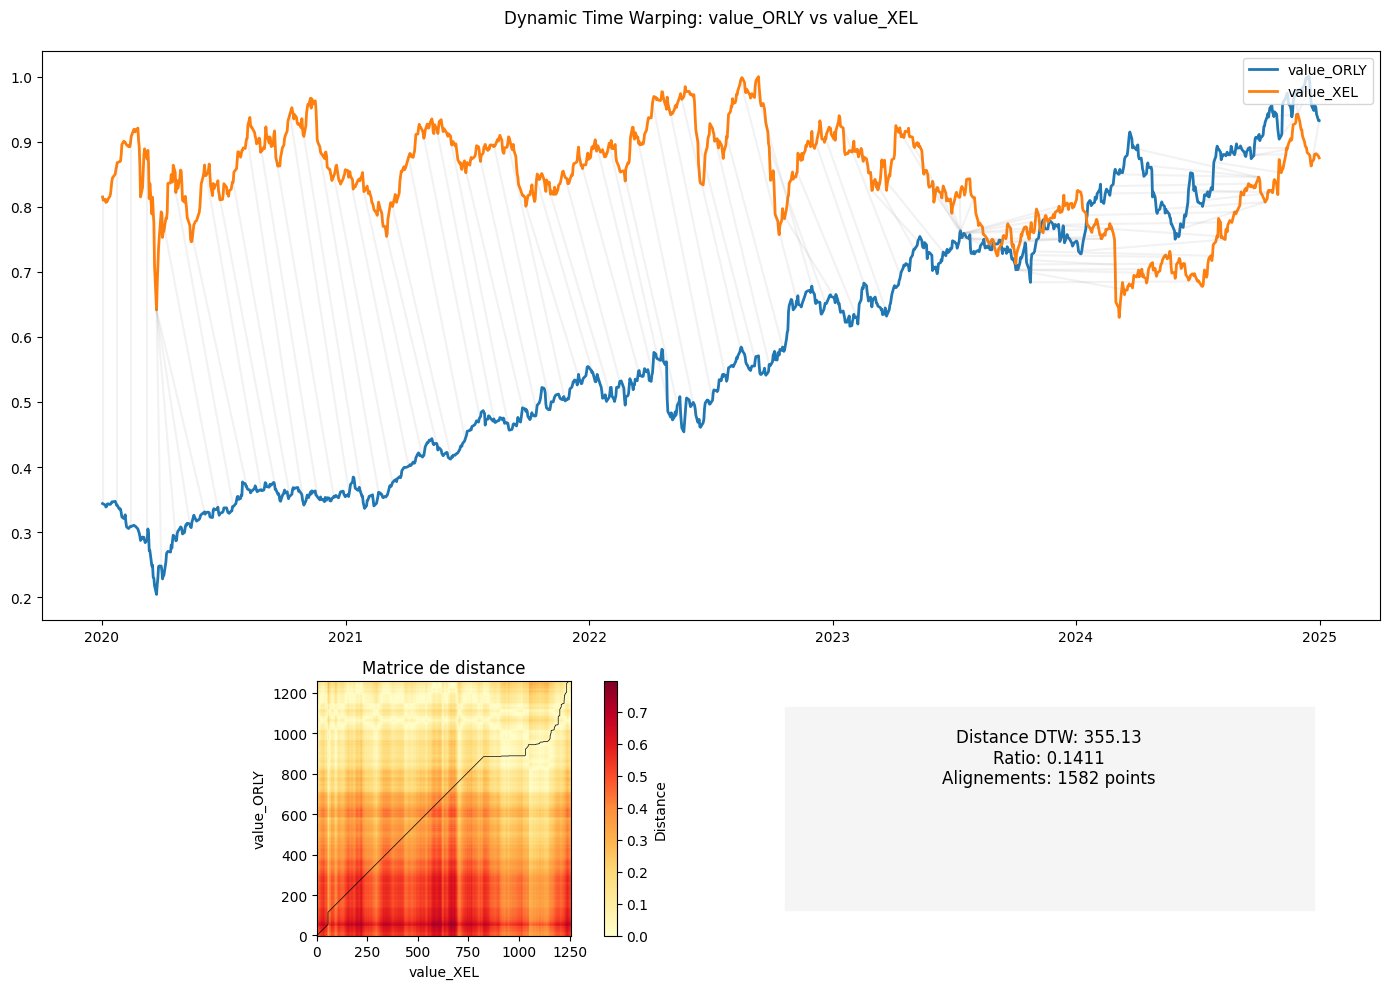 Dynamic Time Warping: value_ORLY vs value_XEL
value_ORLY
value_XEL
1.0
0.9
0.8
0.7
0.6
0.5
0.4
0.3
0.2
2020 2021 2022 2023 2024 2025
Matrice de distance
value_ORLY
1200
1000
800
600
400
200
0
0 250 500 750 1000 1250
value_XEL
0.7
0.6
0.5
0.4
0.3
0.2
0.1
0.0
Distance
Distance DTW: 355.13
Ratio: 0.1411
Alignements: 1582 points